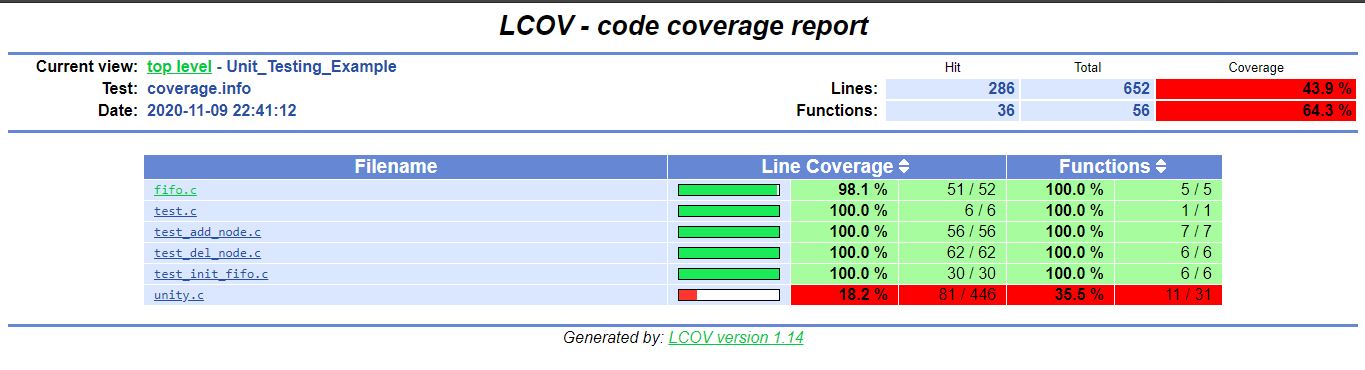 LCOV - code coverage report
Current view: top level - Unit_Testing_Example
Hit Total Coverage
Test: coverage.info
Lines: 286 652 43.9 %
Date: 2020-11-09 22:41:12
Functions: 36 56 64.3 %
Filename Line Coverage Functions
fifo.c 98.1 % 51 / 52 100.0 % 5 / 5
test.c 100.0 % 6 / 6 100.0 % 1 / 1
test_add_node.c 100.0 % 56 / 56 100.0 % 7 / 7
test_del_node.c 100.0 % 62 / 62 100.0 % 6 / 6
test_init_fifo.c 100.0 % 30 / 30 100.0 % 6 / 6
unity.c 18.2 % 81 / 446 35.5 % 11 / 31
Generated by: LCOV version 1.14